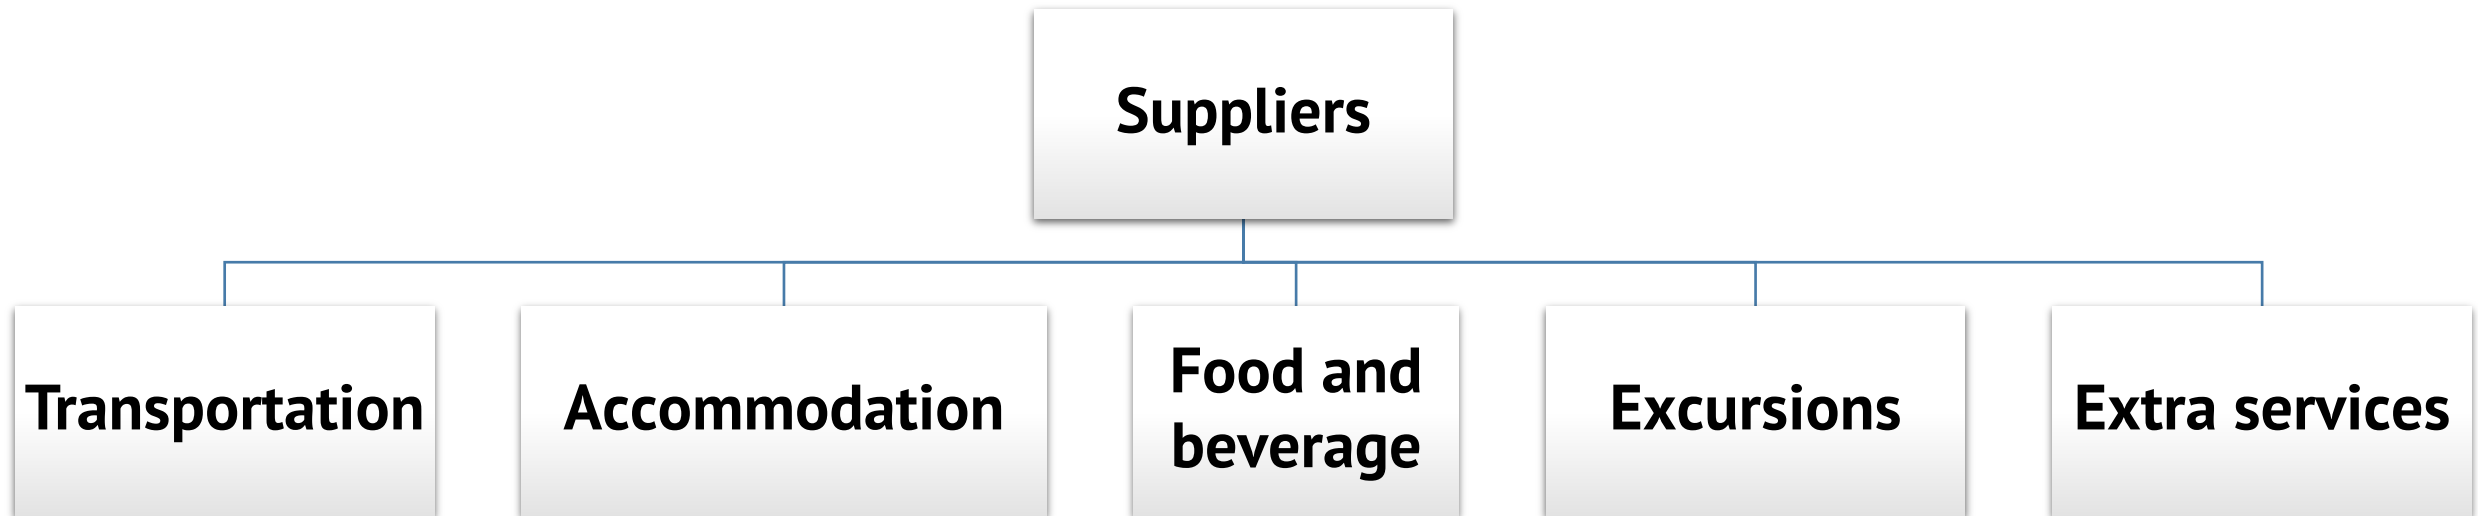 Suppliers
Transportation
Accommodation
Food and
beverage
Excursions
Extra services